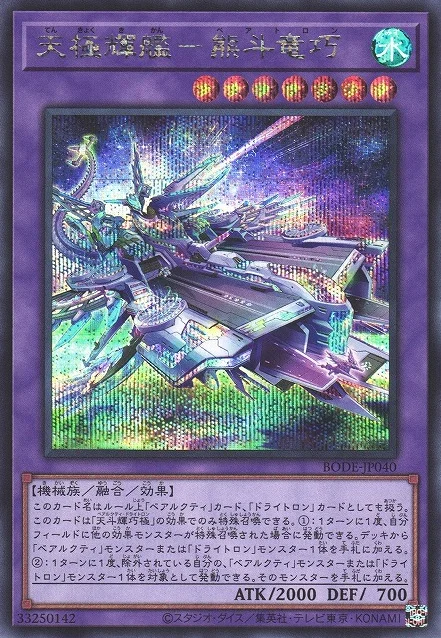 天極輝艦－熊斗竜巧
水
BODE-JP040
【機械族／融合／効果】
このカード名はルール上「ベアルクティ」カード、「ドライトロン」カードとしても扱う。
このカードは「天斗輝巧極」の効果でのみ特殊召喚できる。①：1ターンに1度、自分
フィールドに他の効果モンスターが特殊召喚された場合に発動できる。デッキから
「ベアルクティ」モンスターまたは「ドライトロン」モンスター1体を手札に加える。
②：1ターンに1度、除外されている自分の、「ベアルクティ」モンスターまたは「ドライ
トロン」モンスター1体を対象として発動できる。そのモンスターを手札に加える。
ATK/2000 DEF/ 700
33250142
©スタジオ・ダイス／集英社・テレビ東京・KONAMI